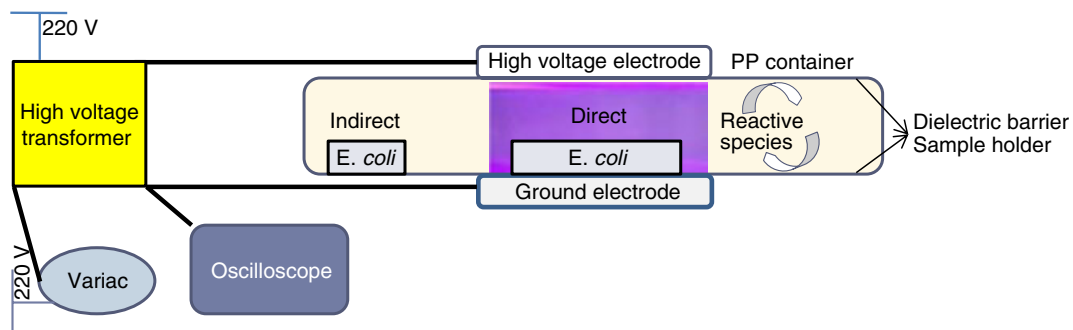 220 V
High voltage electrode
PP container
High voltage
transformer
Indirect
E. coli
Direct
E. coli
Reactive
species
Dielectric barrier
Sample holder
Ground electrode
220 V
Variac
Oscilloscope